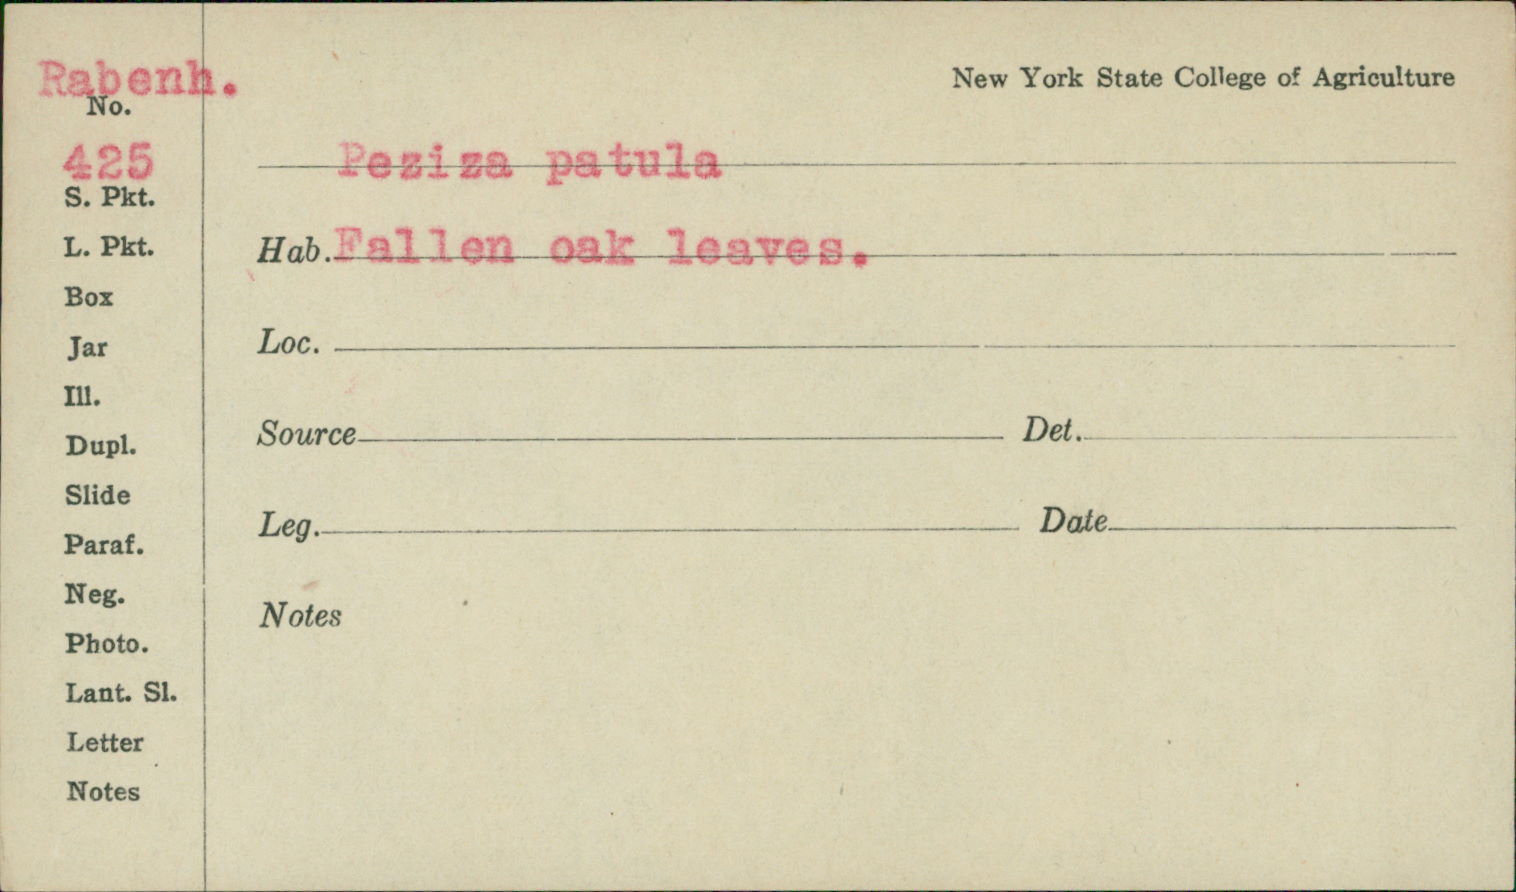 Rabenh.
New York State College of Agriculture
No.
425
Peziza patula
S. Pkt.
L. Pkt.
Hab. Fallen oak leaves.
Box
Jar
Loc.
Ill.
Dupl.
Source Det.
Slide
Leg. Date
Paraf.
Neg.
Notes
Photo.
Lant. Sl.
Letter
Notes